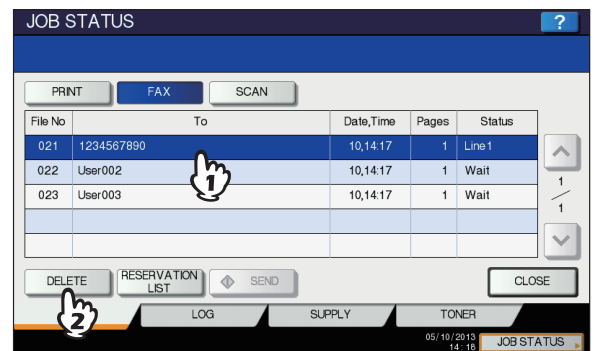 JOB STATUS ?
PRINT FAX SCAN
File No To Date,Time Pages Status
021 1234567890 10,14:17 1 Line1
022 User002 10,14:17 1 Wait
023 User003 10,14:17 1 Wait
1
1
1
DELETE RESERVATION LIST SEND CLOSE
2
LOG SUPPLY TONER
05/10/2013
14:18 JOB STATUS